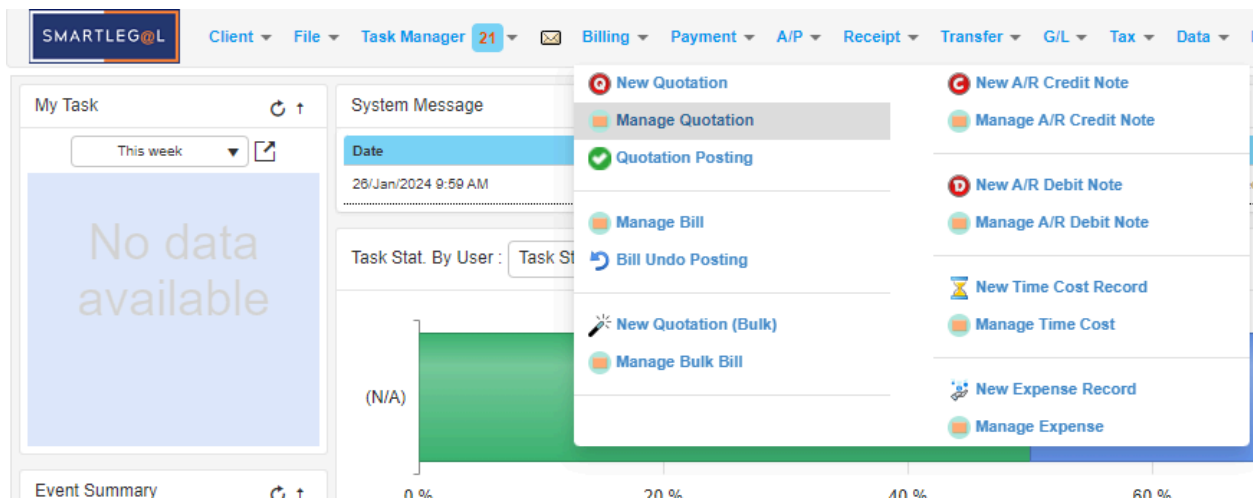 SMARTLEG@L
Client File Task Manager 21 Billing Payment A/P Receipt Transfer G/L Tax Data
My Task
This week
No data
available
Event Summary
System Message
Date
26/Jan/2024 9:59 AM
Task Stat. By User : Task St
(N/A)
0 % 20 % 40 % 60 %
New Quotation
Manage Quotation
Quotation Posting
Manage Bill
Bill Undo Posting
New Quotation (Bulk)
Manage Bulk Bill
New A/R Credit Note
Manage A/R Credit Note
New A/R Debit Note
Manage A/R Debit Note
New Time Cost Record
Manage Time Cost
New Expense Record
Manage Expense